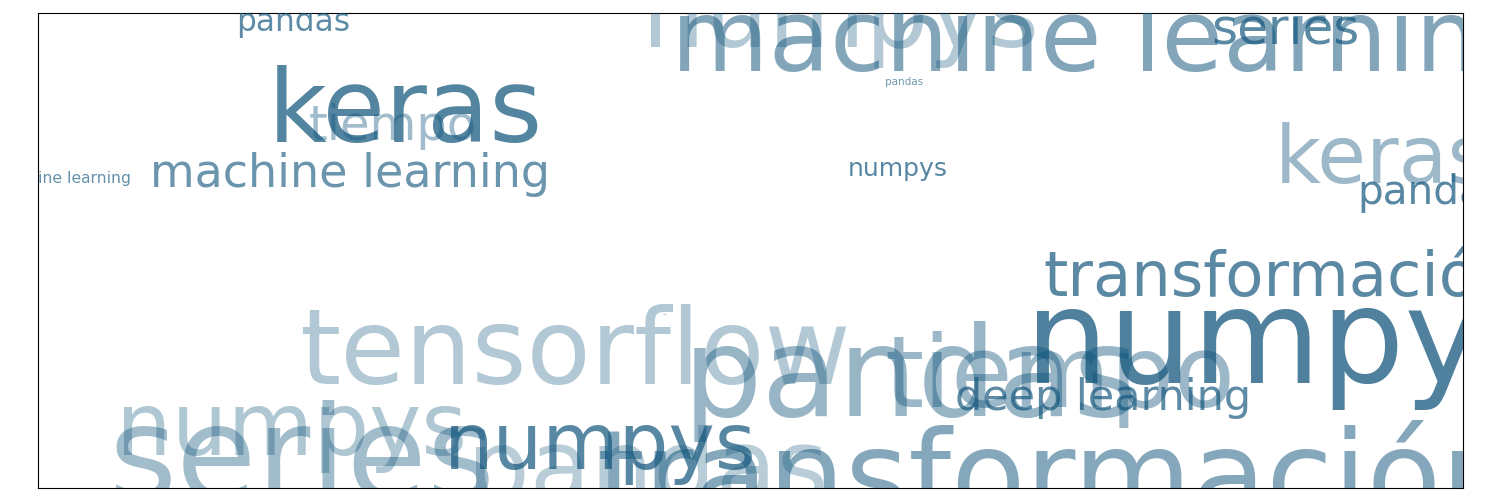 pandas
numpys
machine learnin
series
keras
tiempo
pandas
machine learning
ine learning
numpys
keras
panda
transformació
tensorflow
numpy
pandas
tiempo
deep learning
numpys
series
numpys
pandas
transformación